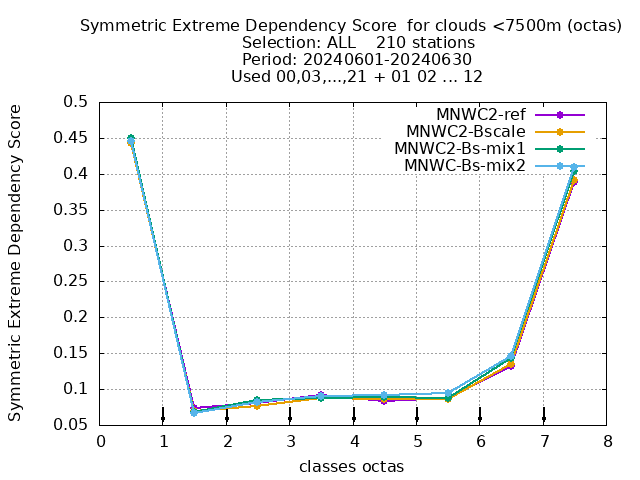 Symmetric Extreme Dependency Score  for clouds <7500m (octas)
Selection: ALL    210 stations
Period: 20240601-20240630
Used 00,03,...,21 + 01 02 ... 12
Symmetric Extreme Dependency Score
0.5
0.45
0.4
0.35
0.3
0.25
0.2
0.15
0.1
0.05
MNWC2-ref
MNWC2-Bscale
MNWC2-Bs-mix1
MNWC-Bs-mix2
0 1 2 3 4 5 6 7 8
classes octas